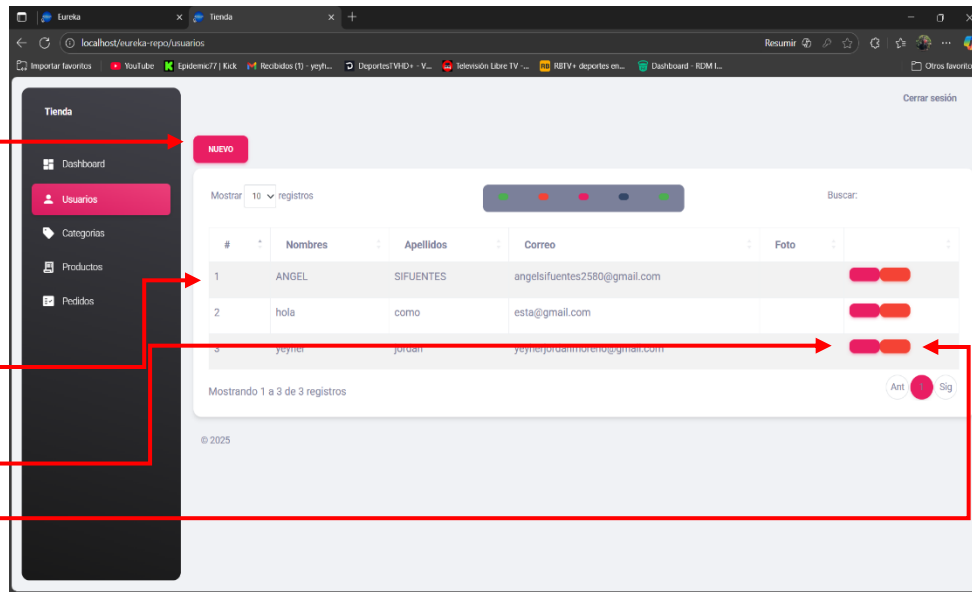 Eureka
Tienda
localhost/eureka-repo/usuarios
Resumir
Importar favoritos
YouTube
Epidemic77 | Kick
Recibidos (1) - yeyh...
DeportesTVHD+ - V...
Televisión Libre TV -...
RBTV+ deportes en...
Dashboard - RDM I...
Otros favorito
Tienda
Cerrar sesión
NUEVO
Dashboard
Usuarios
Categorias
Productos
Pedidos
Mostrar 10 registros
Buscar:
# Nombres Apellidos Correo Foto
1 ANGEL SIFUENTES angelsifuentes2580@gmail.com
2 hola como esta@gmail.com
3 yeyner jordan yeynerjordanmoreno@gmail.com
Mostrando 1 a 3 de 3 registros
Ant 1 Sig
© 2025